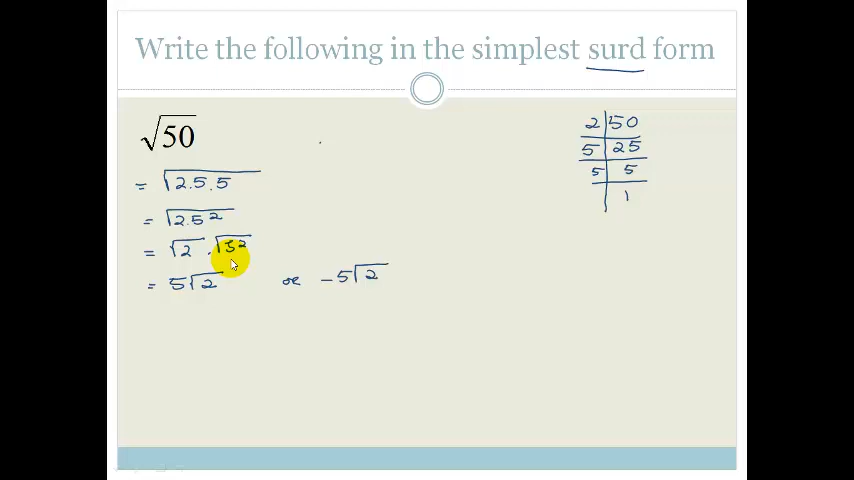 Write the following in the simplest surd form
√50
= √2.5.5
= √2.5²
= √2 . √5²
= 5√2 or -5√2
2 | 50
5 | 25
5 | 5
| 1